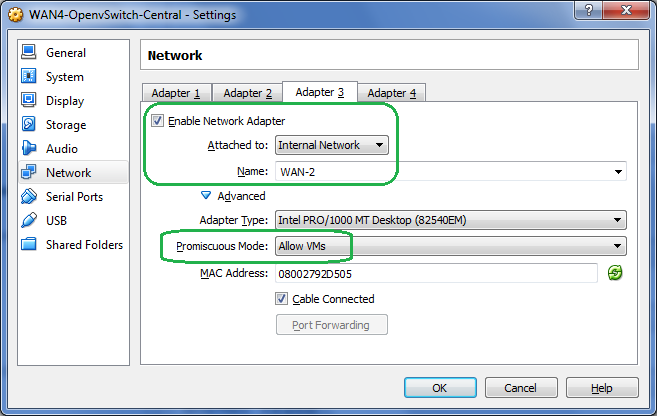 WAN4-OpenvSwitch-Central - Settings
?
General
System
Display
Storage
Audio
Network
Serial Ports
USB
Shared Folders
Network
Adapter 1 Adapter 2 Adapter 3 Adapter 4
Enable Network Adapter
Attached to: Internal Network
Name: WAN-2
Advanced
Adapter Type: Intel PRO/1000 MT Desktop (82540EM)
Promiscuous Mode: Allow VMs
MAC Address: 08002792D505
Cable Connected
Port Forwarding
OK Cancel Help